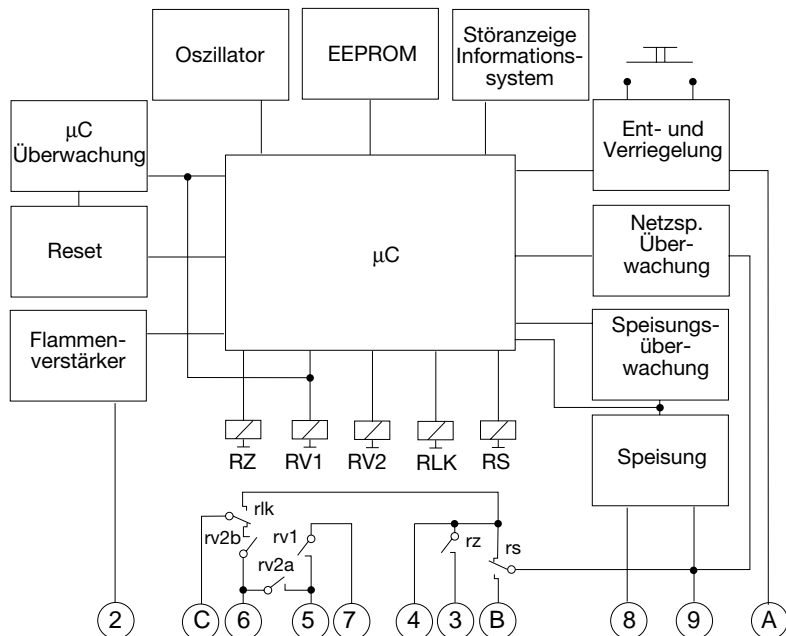 Oszillator
EEPROM
Störanzeige
Informations-
system
μC
Überwachung
Ent- und
Verriegelung
Reset
μC
Netzsp.
Über-
wachung
Flammen-
verstärker
Speisungs-
über-
wachung
RZ
RV1
RV2
RLK
RS
Speisung
rlk
rv2b
rv1
rz
rs
rv2a
2
C
6
5
7
4
3
B
8
9
A